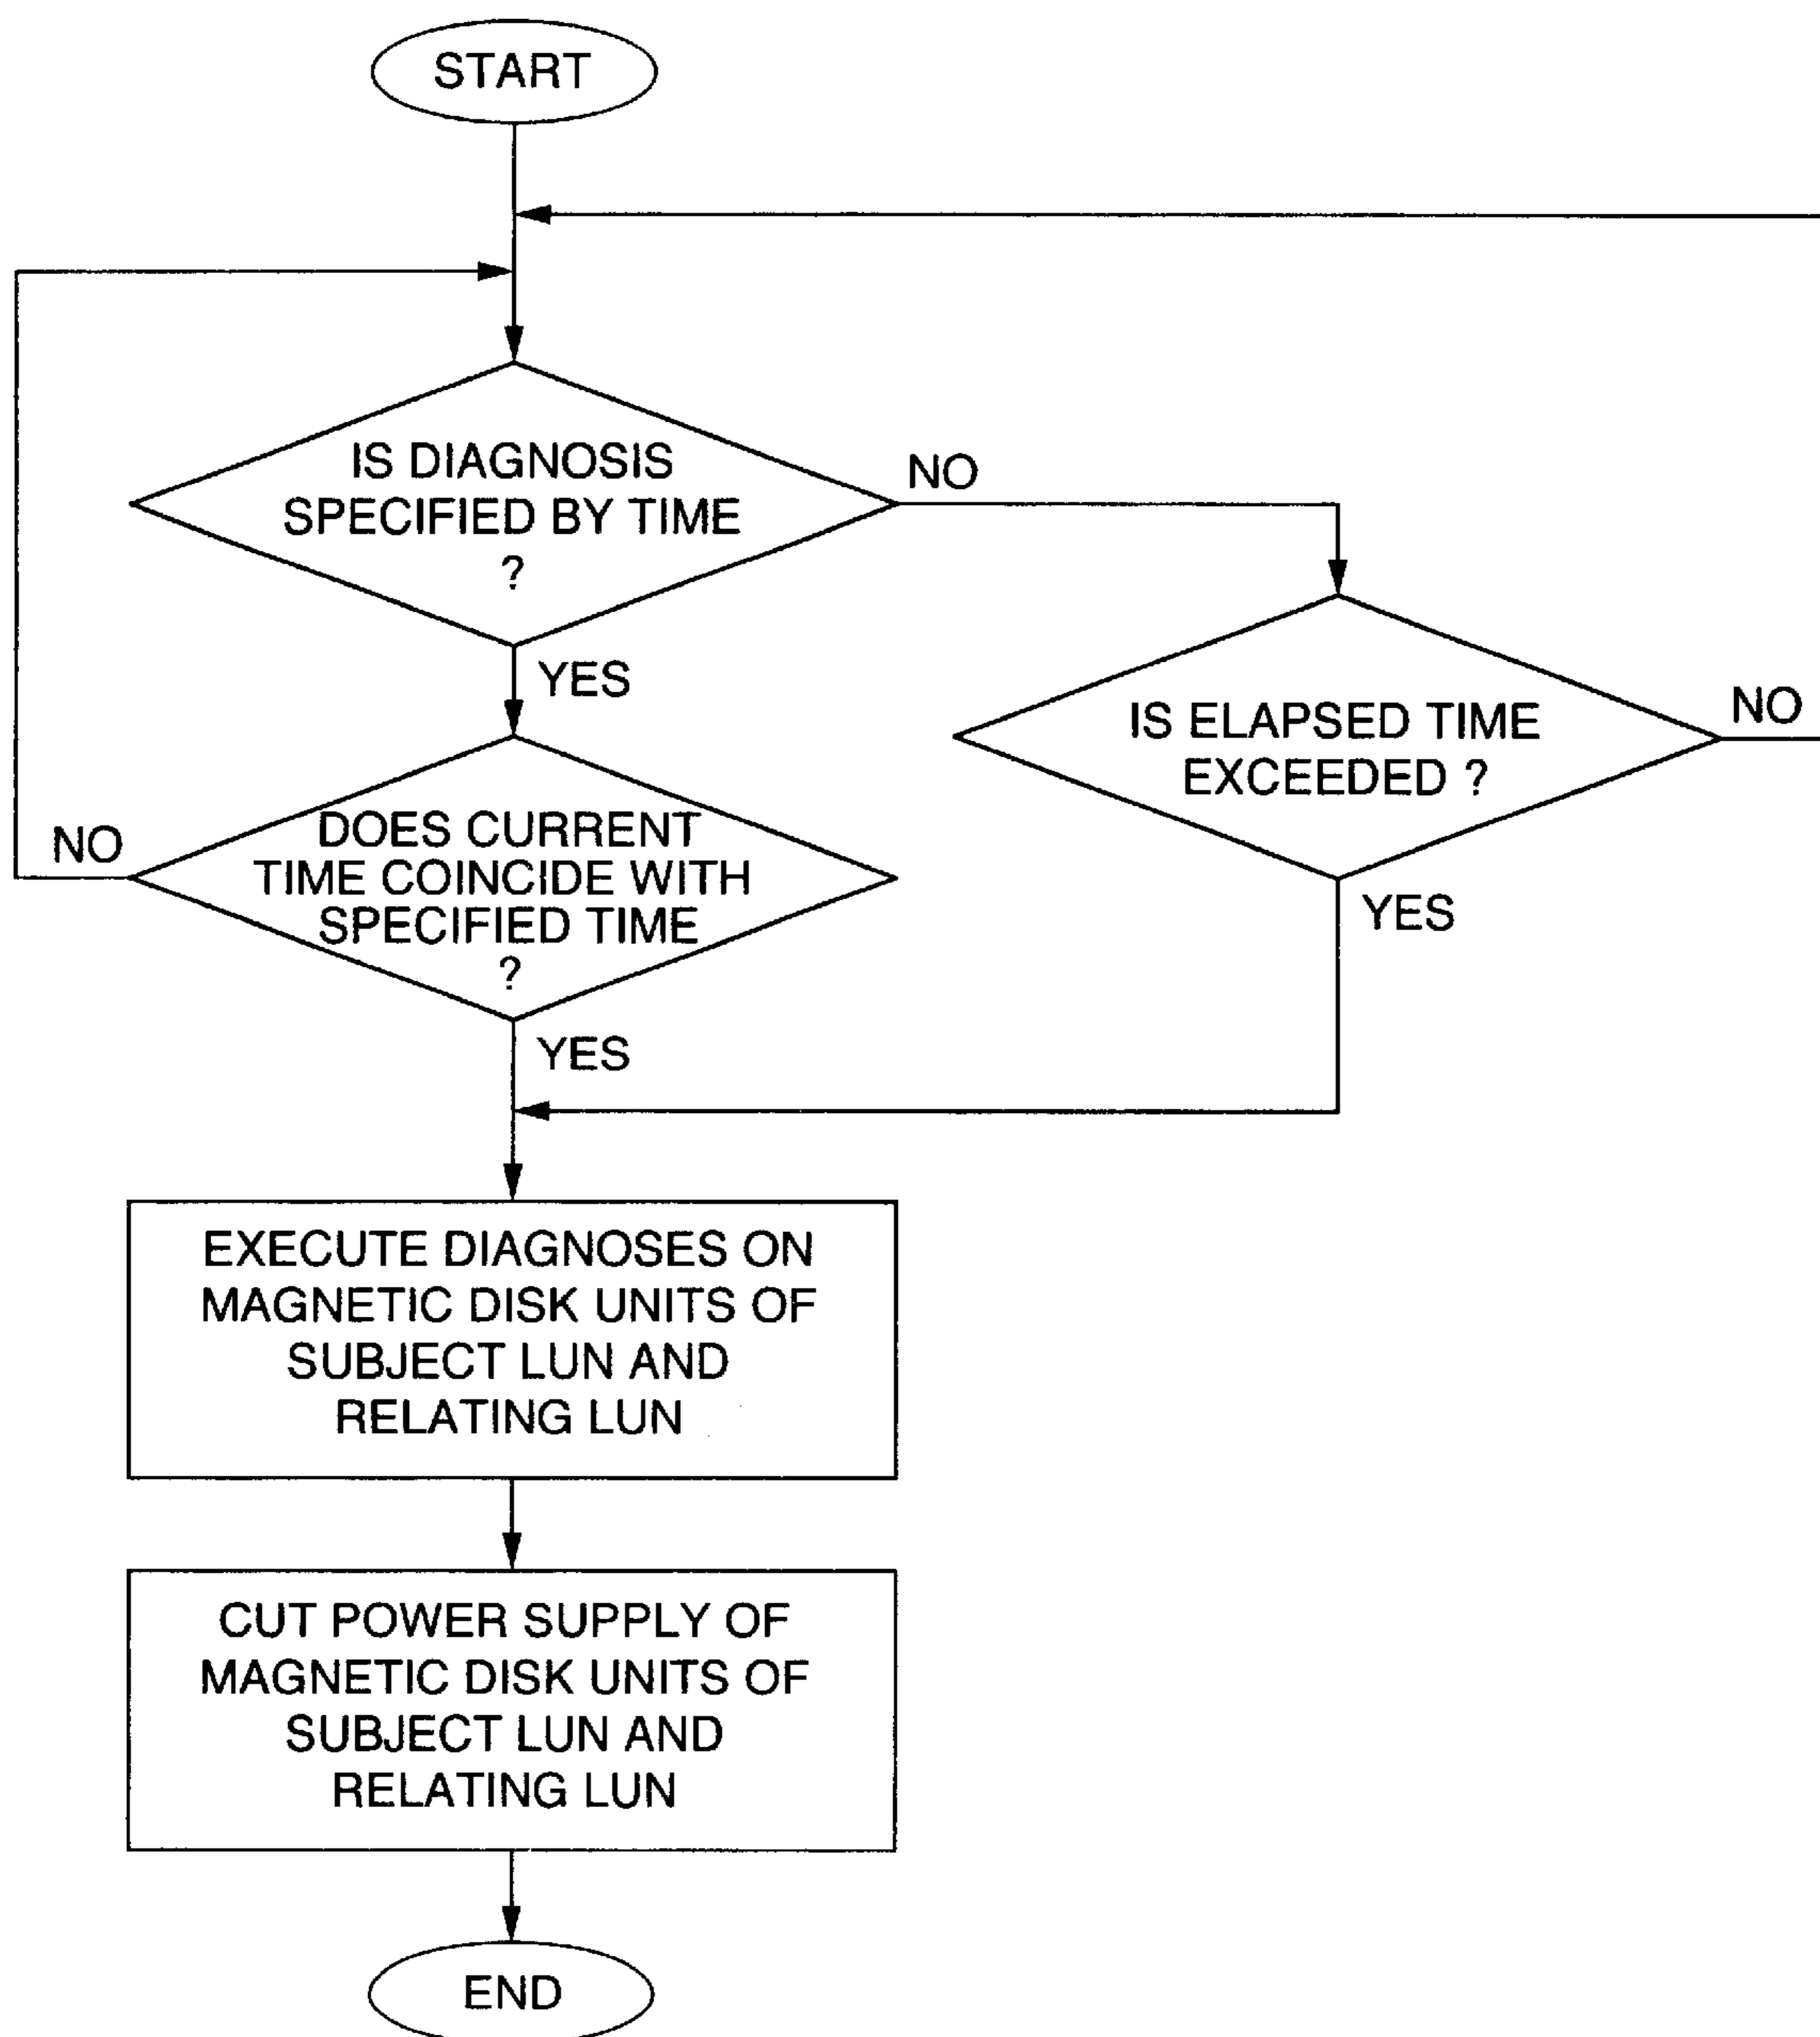 START
IS DIAGNOSIS
SPECIFIED BY TIME
?
NO
YES
IS ELAPSED TIME
EXCEEDED ?
NO
YES
DOES CURRENT
TIME COINCIDE WITH
SPECIFIED TIME
?
NO
YES
EXECUTE DIAGNOSES ON
MAGNETIC DISK UNITS OF
SUBJECT LUN AND
RELATING LUN
CUT POWER SUPPLY OF
MAGNETIC DISK UNITS OF
SUBJECT LUN AND
RELATING LUN
END